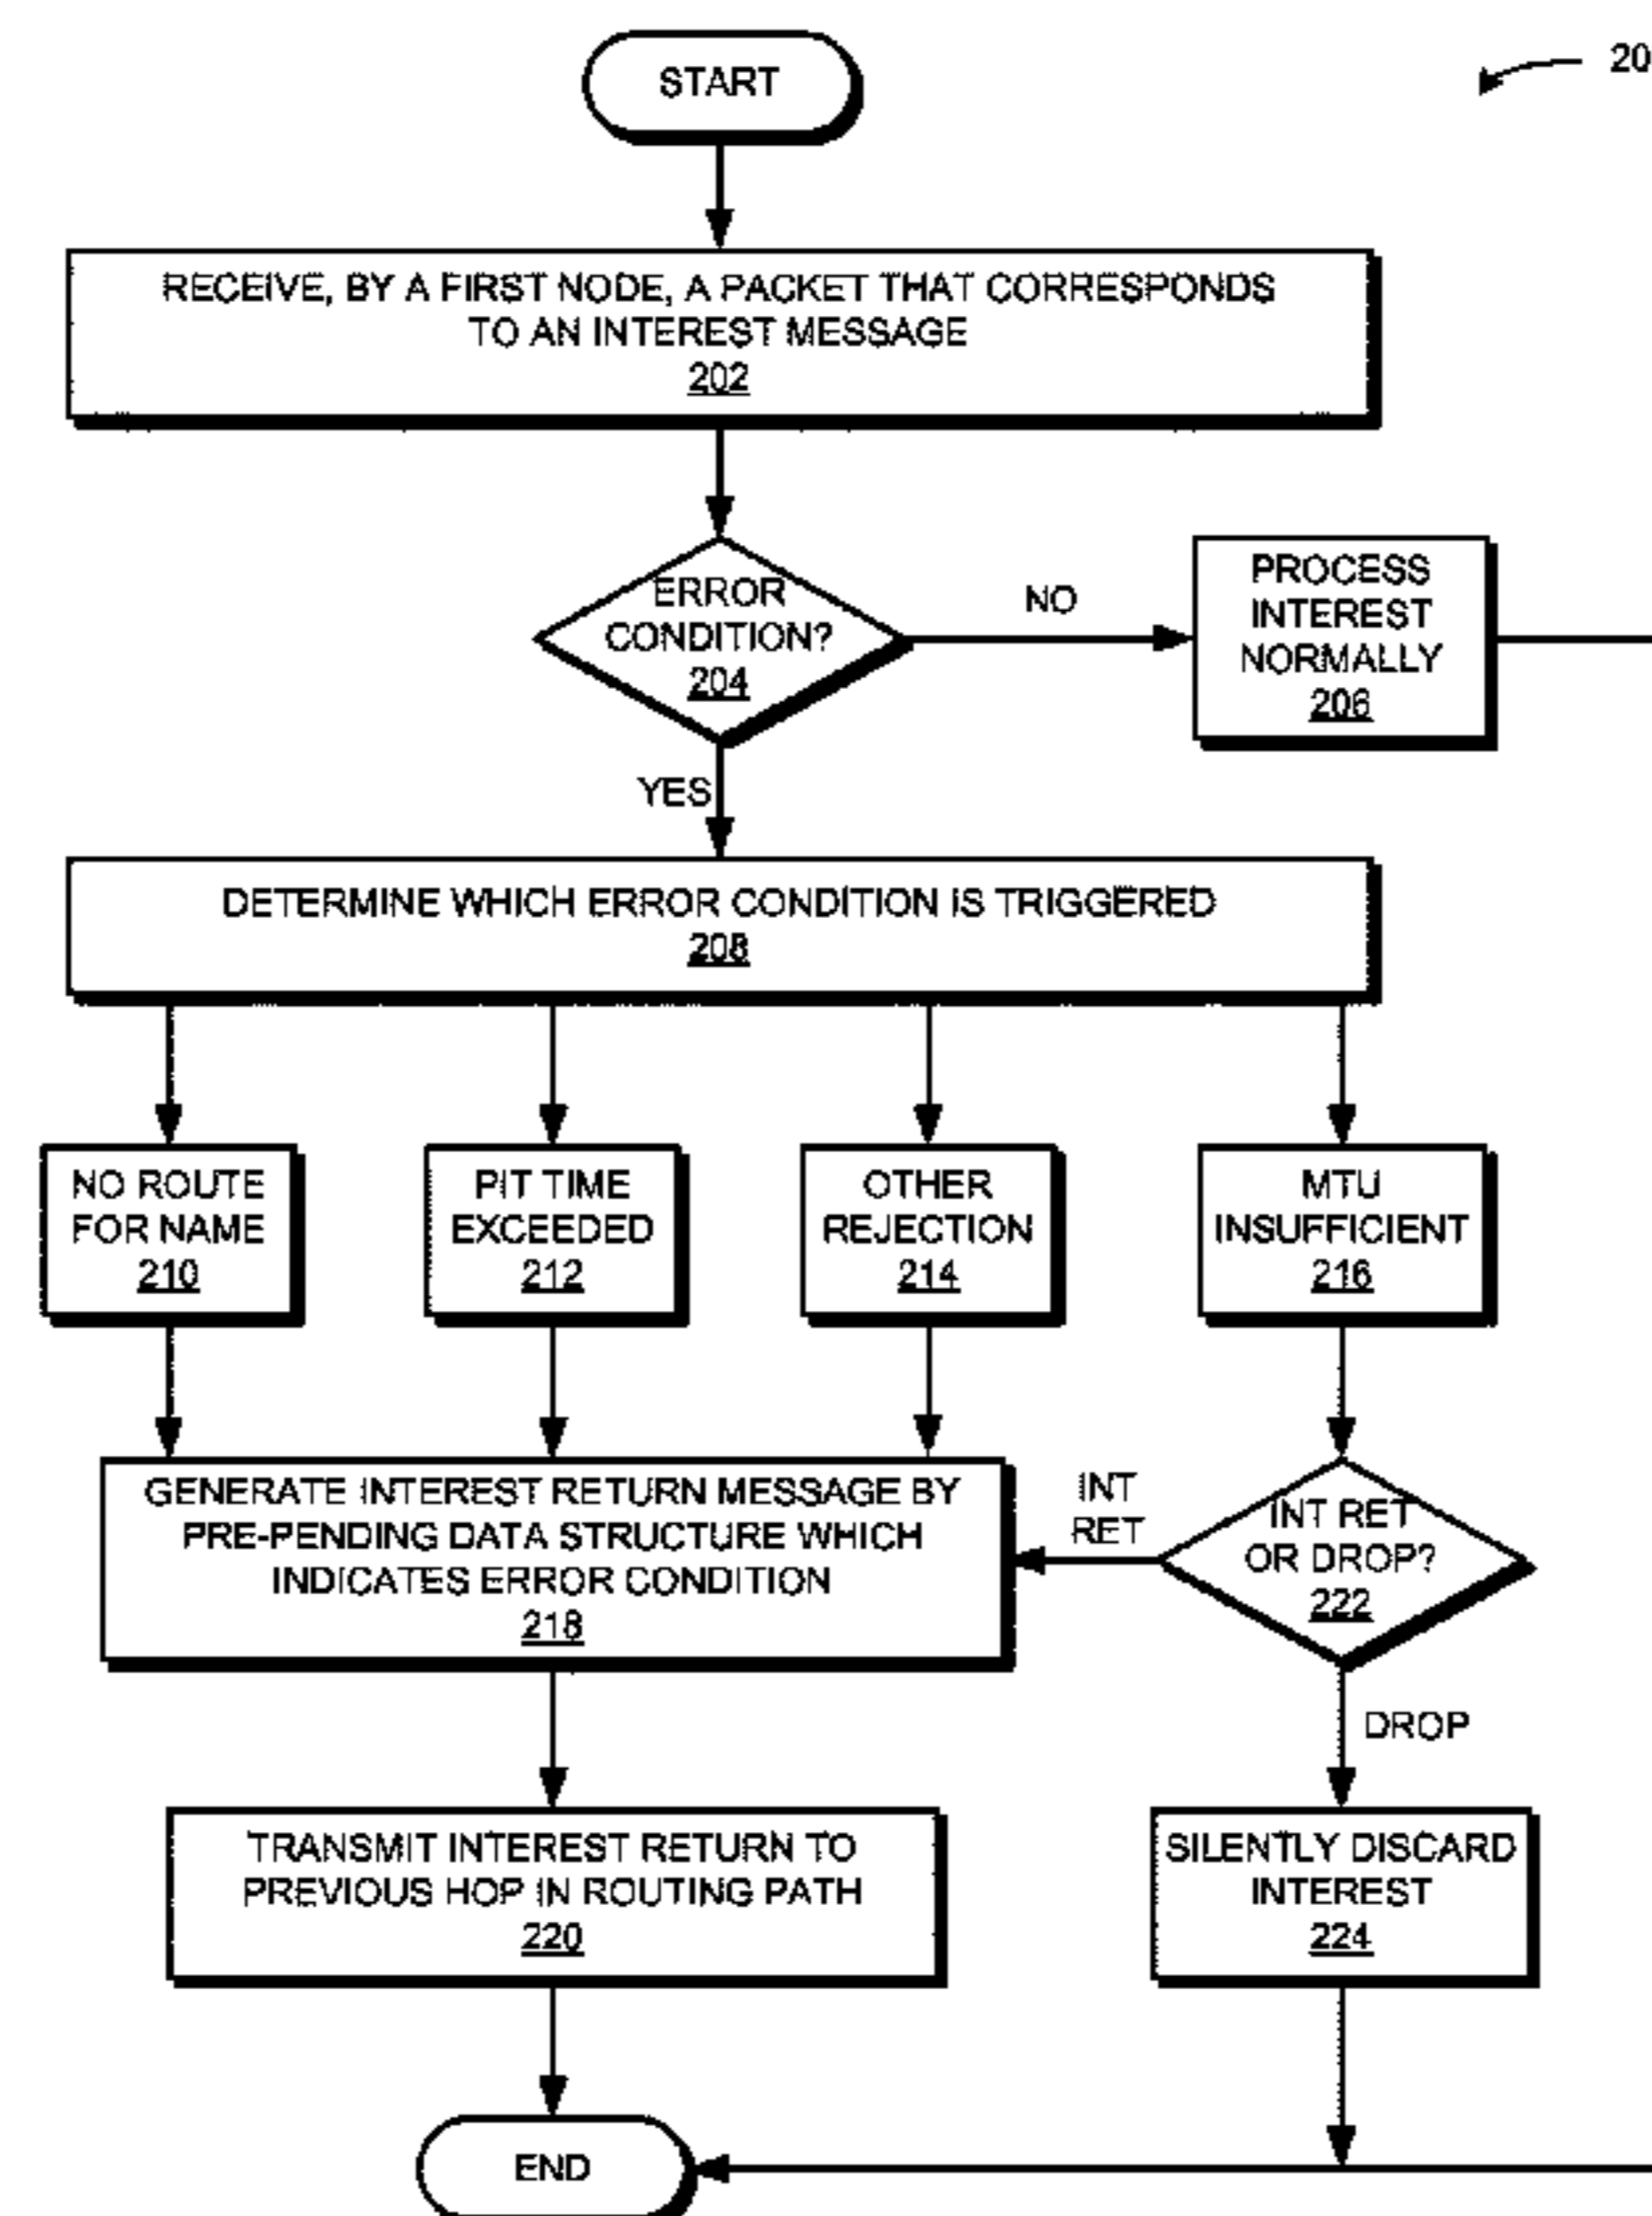 START
20
RECEIVE, BY A FIRST NODE, A PACKET THAT CORRESPONDS
TO AN INTEREST MESSAGE
202
ERROR
CONDITION?
204
NO
PROCESS
INTEREST
NORMALLY
206
YES
DETERMINE WHICH ERROR CONDITION IS TRIGGERED
208
NO ROUTE
FOR NAME
210
PIT TIME
EXCEEDED
212
OTHER
REJECTION
214
MTU
INSUFFICIENT
216
GENERATE INTEREST RETURN MESSAGE BY
PRE-PENDING DATA STRUCTURE WHICH
INDICATES ERROR CONDITION
218
INT
RET
INT RET
OR DROP?
222
DROP
TRANSMIT INTEREST RETURN TO
PREVIOUS HOP IN ROUTING PATH
220
SILENTLY DISCARD
INTEREST
224
END